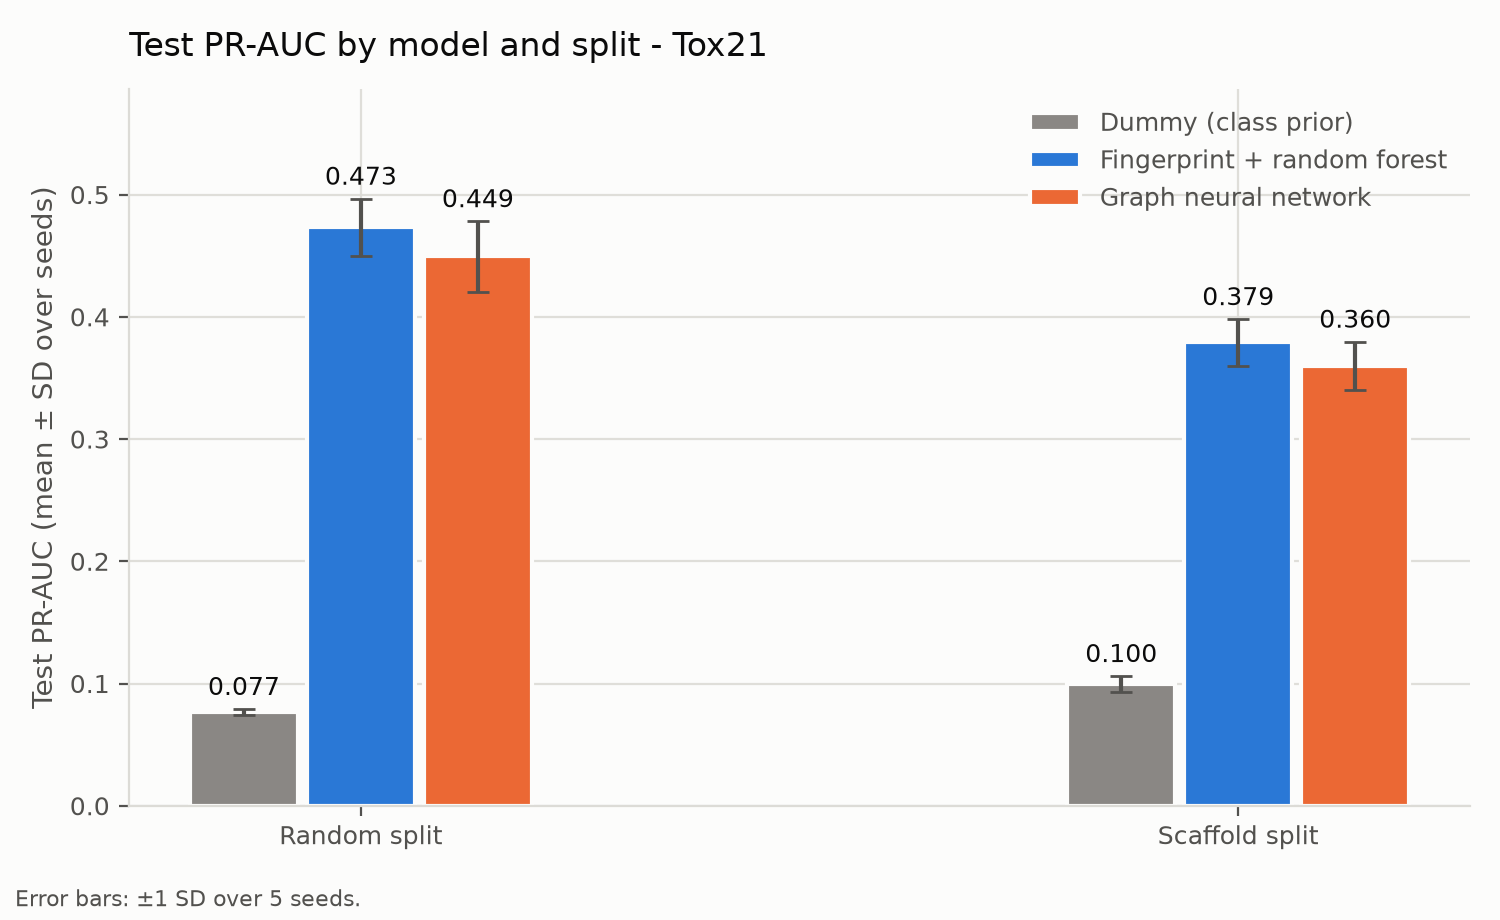 Test PR-AUC by model and split - Tox21
Dummy (class prior)
Fingerprint + random forest
Graph neural network
Test PR-AUC (mean ± SD over seeds)
0.5
0.4
0.3
0.2
0.1
0.0
0.077
0.473
0.449
0.100
0.379
0.360
Random split
Scaffold split
Error bars: ±1 SD over 5 seeds.